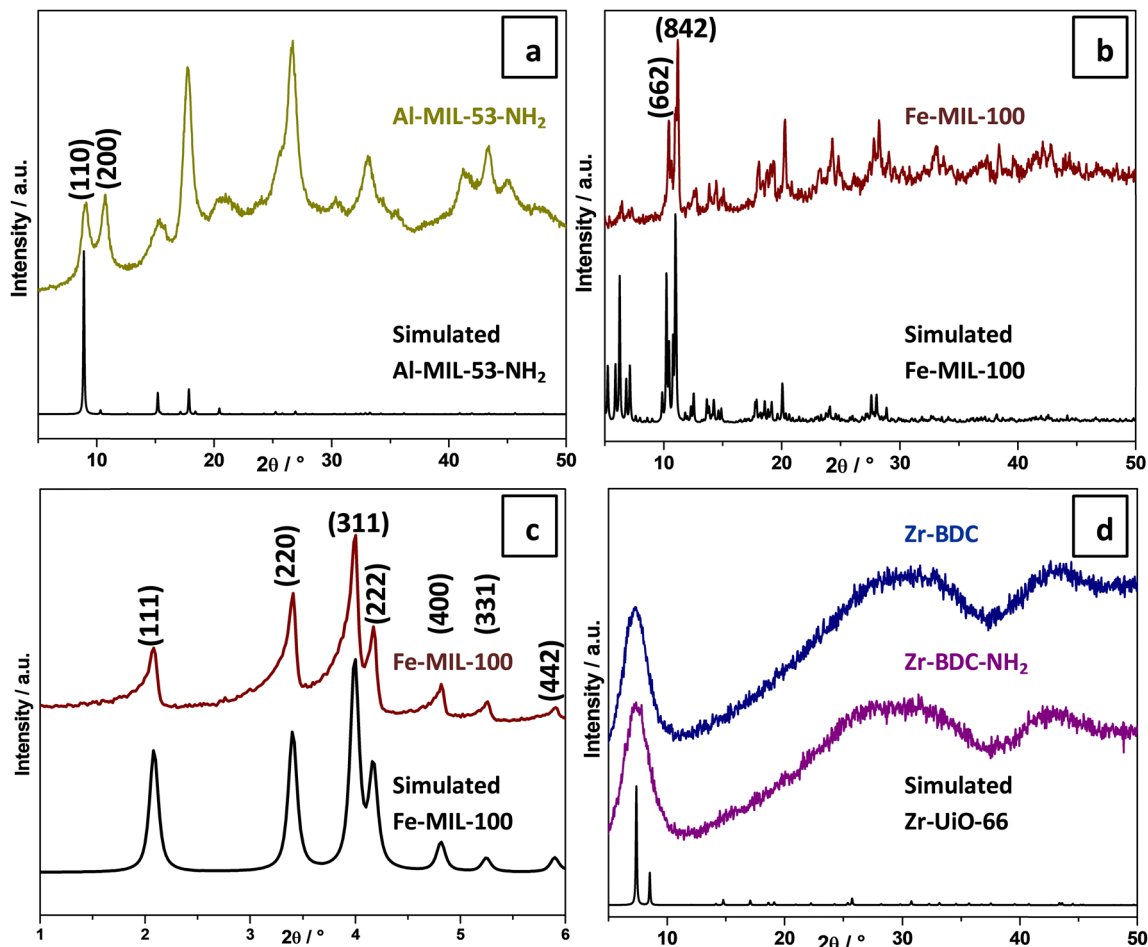 a
(110)
(200)
Al-MIL-53-NH₂
Simulated
Al-MIL-53-NH₂
Intensity / a.u.
10 20 30 40 50
2θ / °
b
(842)
(662)
Fe-MIL-100
Simulated
Fe-MIL-100
Intensity / a.u.
10 20 30 40 50
2θ / °
c
(111)
(220)
(311)
(222)
(400)
(331)
(442)
Fe-MIL-100
Simulated
Fe-MIL-100
Intensity / a.u.
1 2 3 4 5 6
2θ / °
d
Zr-BDC
Zr-BDC-NH₂
Simulated
Zr-UiO-66
Intensity / a.u.
10 20 30 40 50
2θ / °